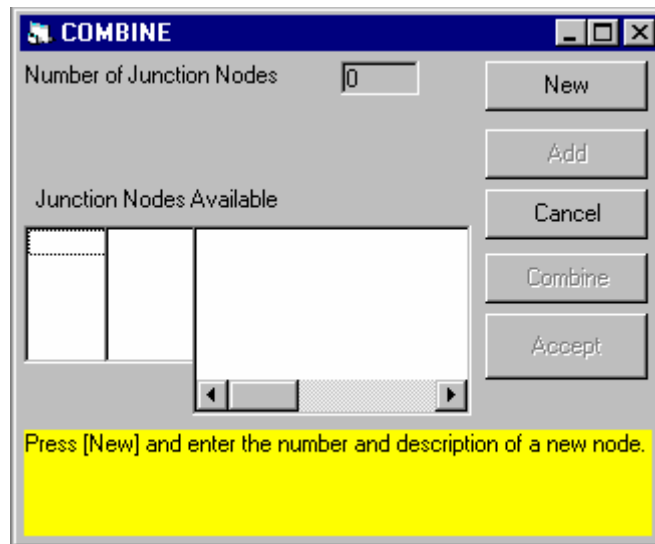 COMBINE
Number of Junction Nodes 0 New
Add
Junction Nodes Available
Cancel
Combine
Accept
Press [New] and enter the number and description of a new node.